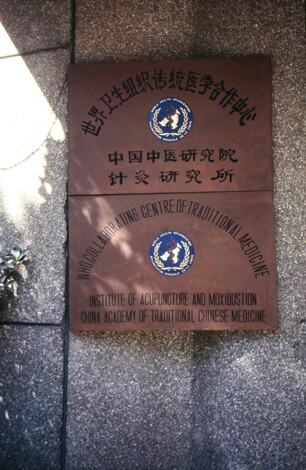 世界卫生组织传统医学合作中心
中国中医研究院
针灸研究所
WHO COLLABORATING CENTRE OF TRADITIONAL MEDICINE
INSTITUTE OF ACUPUNCTURE AND MOXIBUSTION
CHINA ACADEMY OF TRADITIONAL CHINESE MEDICINE